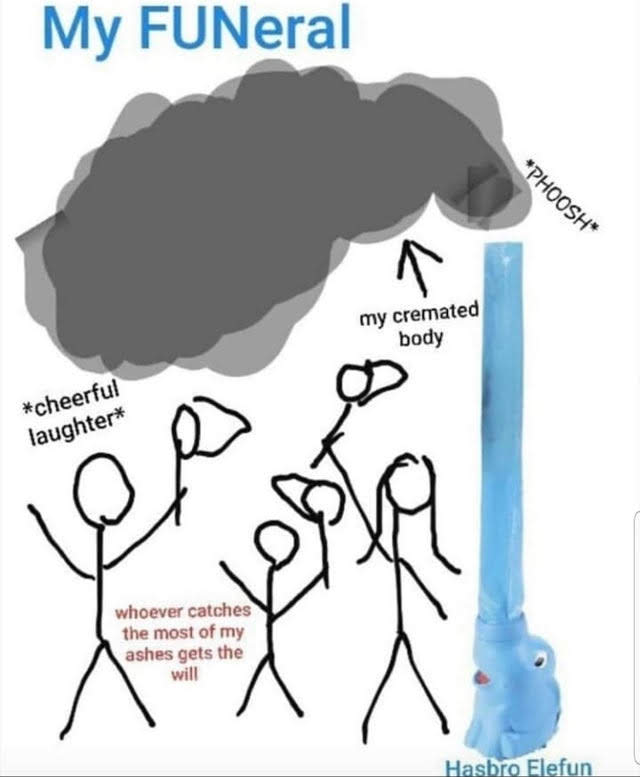 My FUNeral
*PHOOSH*
my cremated
body
*cheerful
laughter*
whoever catches
the most of my
ashes gets the
will
Hasbro Elefun